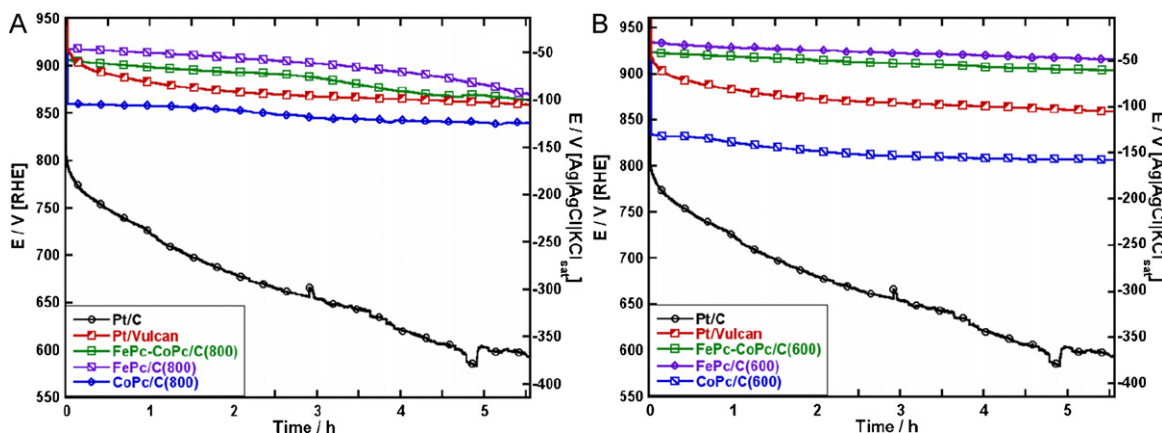 A
950
900
850
800
750
700
650
600
550
E / V [RHE]
-50
-100
-150
-200
-250
-300
-350
-400
E / V [Ag|AgCl|KCl sat]
Pt/C
Pt/Vulcan
FePc-CoPc/C(800)
FePc/C(800)
CoPc/C(800)
0 1 2 3 4 5
Time / h
B
950
900
850
800
750
700
650
600
550
E / V [RHE]
-50
-100
-150
-200
-250
-300
-350
-400
E / V [Ag|AgCl|KCl sat]
Pt/C
Pt/Vulcan
FePc-CoPc/C(600)
FePc/C(600)
CoPc/C(600)
0 1 2 3 4 5
Time / h